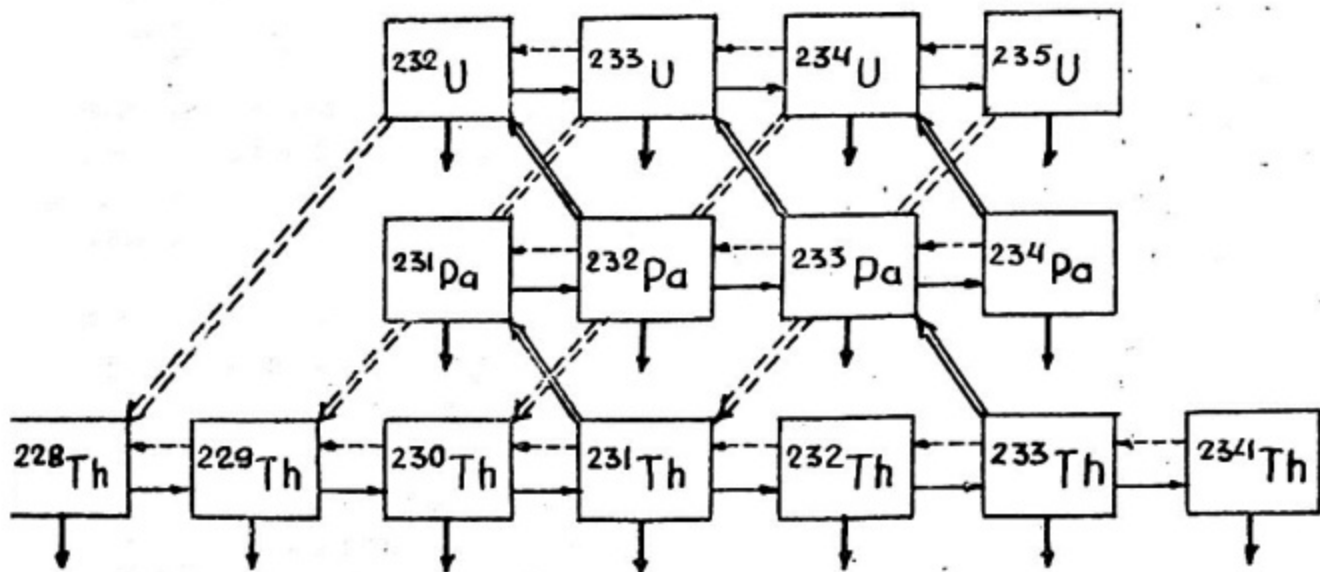 ²³²U ²³³U ²³⁴U ²³⁵U
²³¹Pa ²³²Pa ²³³Pa ²³⁴Pa
²²⁸Th ²²⁹Th ²³⁰Th ²³¹Th ²³²Th ²³³Th ²³⁴Th